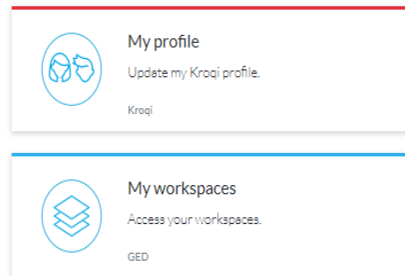 My profile
Update my Kroqi profile.
Kroqi
My workspaces
Access your workspaces.
GED